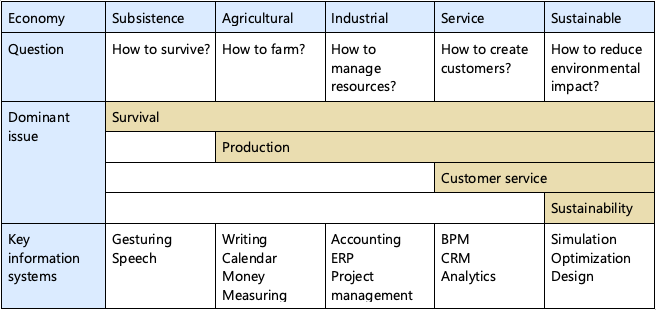 Economy Subsistence Agricultural Industrial Service Sustainable
Question How to survive? How to farm? How to manage resources? How to create customers? How to reduce environmental impact?
Dominant issue Survival
Production
Customer service
Sustainability
Key information systems Gesturing Speech Writing Calendar Money Measuring Accounting ERP Project management BPM CRM Analytics Simulation Optimization Design